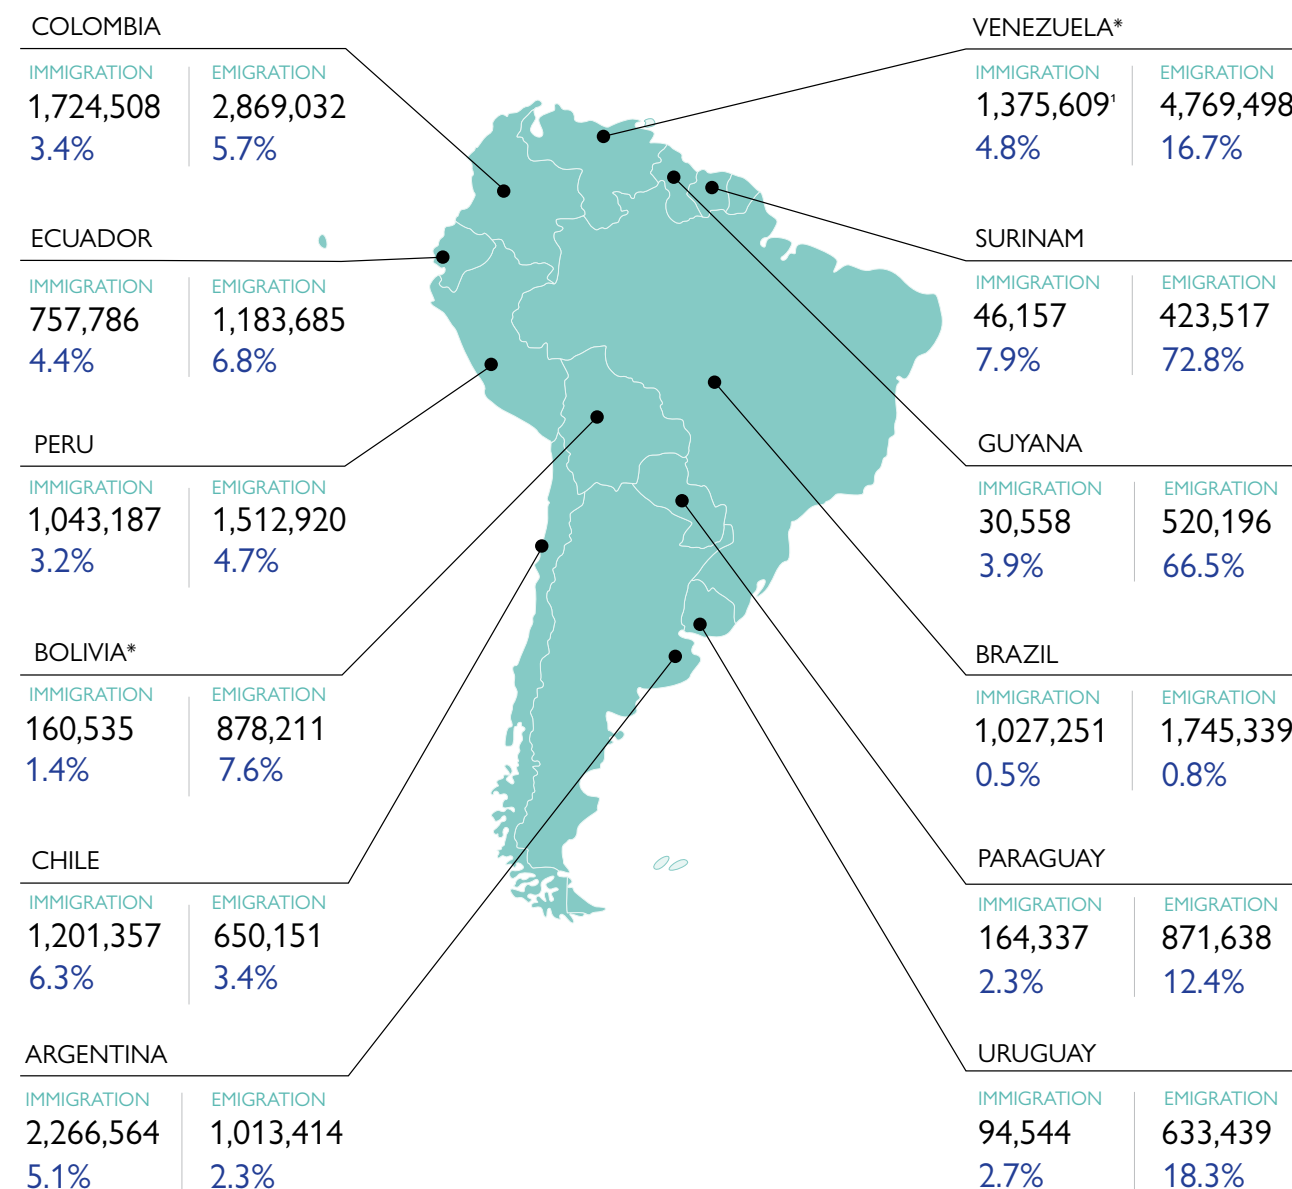 COLOMBIA
IMMIGRATION EMIGRATION
1,724,508 2,869,032
3.4% 5.7%
ECUADOR
IMMIGRATION EMIGRATION
757,786 1,183,685
4.4% 6.8%
PERU
IMMIGRATION EMIGRATION
1,043,187 1,512,920
3.2% 4.7%
BOLIVIA*
IMMIGRATION EMIGRATION
160,535 878,211
1.4% 7.6%
CHILE
IMMIGRATION EMIGRATION
1,201,357 650,151
6.3% 3.4%
ARGENTINA
IMMIGRATION EMIGRATION
2,266,564 1,013,414
5.1% 2.3%
VENEZUELA*
IMMIGRATION EMIGRATION
1,375,609¹ 4,769,498
4.8% 16.7%
SURINAM
IMMIGRATION EMIGRATION
46,157 423,517
7.9% 72.8%
GUYANA
IMMIGRATION EMIGRATION
30,558 520,196
3.9% 66.5%
BRAZIL
IMMIGRATION EMIGRATION
1,027,251 1,745,339
0.5% 0.8%
PARAGUAY
IMMIGRATION EMIGRATION
164,337 871,638
2.3% 12.4%
URUGUAY
IMMIGRATION EMIGRATION
94,544 633,439
2.7% 18.3%